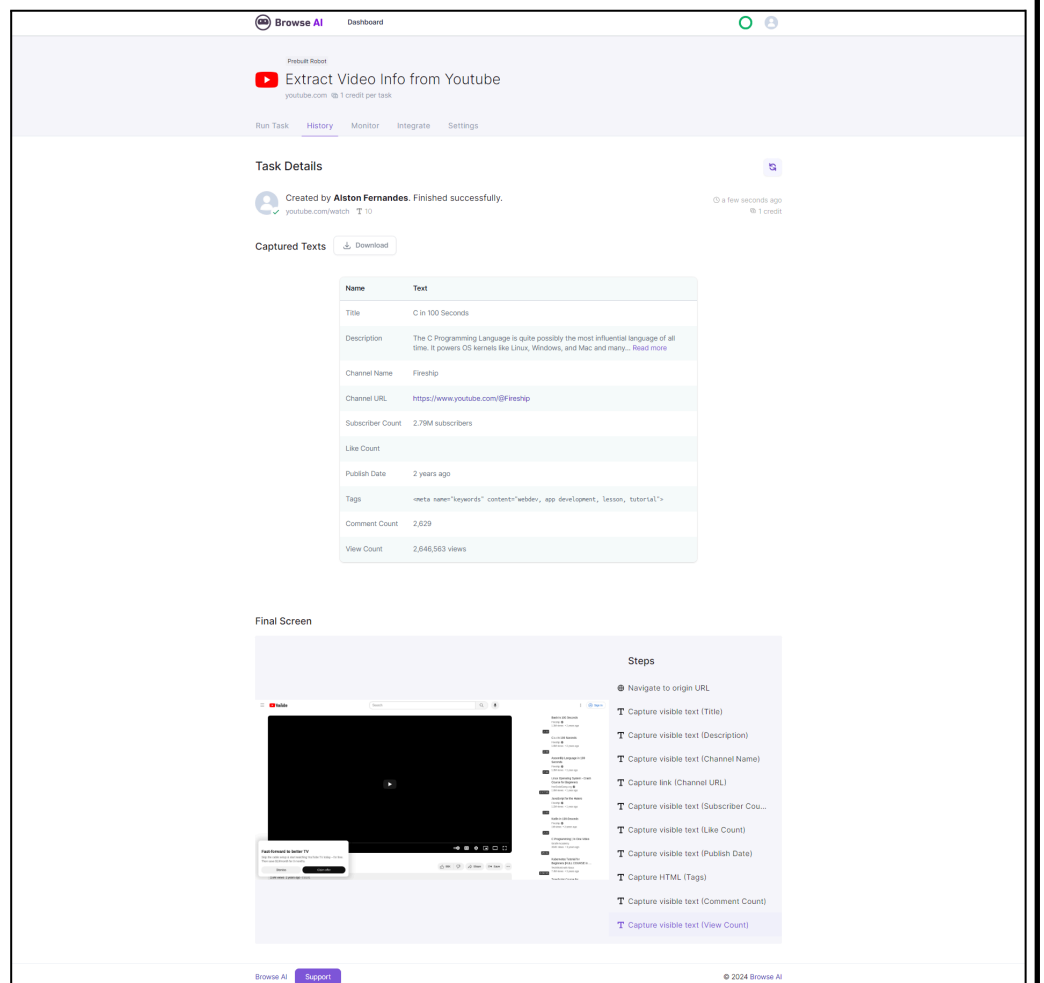 Browse AI Dashboard
Prebuilt Robot
Extract Video Info from Youtube
youtube.com 1 credit per task
Run Task History Monitor Integrate Settings
Task Details
Created by Alston Fernandes. Finished successfully.
a few seconds ago
youtube.com/watch T 10
1 credit
Captured Texts Download
Name Text
Title C in 100 Seconds
Description The C Programming Language is quite possibly the most influential language of all
time. It powers OS kernels like Linux, Windows, and Mac and many... Read more
Channel Name Fireship
Channel URL https://www.youtube.com/@Fireship
Subscriber Count 2.79M subscribers
Like Count
Publish Date 2 years ago
Tags <meta name="keywords" content="webdev, app development, lesson, tutorial">
Comment Count 2,629
View Count 2,646,563 views
Final Screen
Steps
Navigate to origin URL
T Capture visible text (Title)
T Capture visible text (Description)
T Capture visible text (Channel Name)
T Capture link (Channel URL)
T Capture visible text (Subscriber Cou...
T Capture visible text (Like Count)
T Capture visible text (Publish Date)
T Capture HTML (Tags)
T Capture visible text (Comment Count)
T Capture visible text (View Count)
YouTube
Search
Fast-forward to better TV
Browse AI Support
© 2024 Browse AI